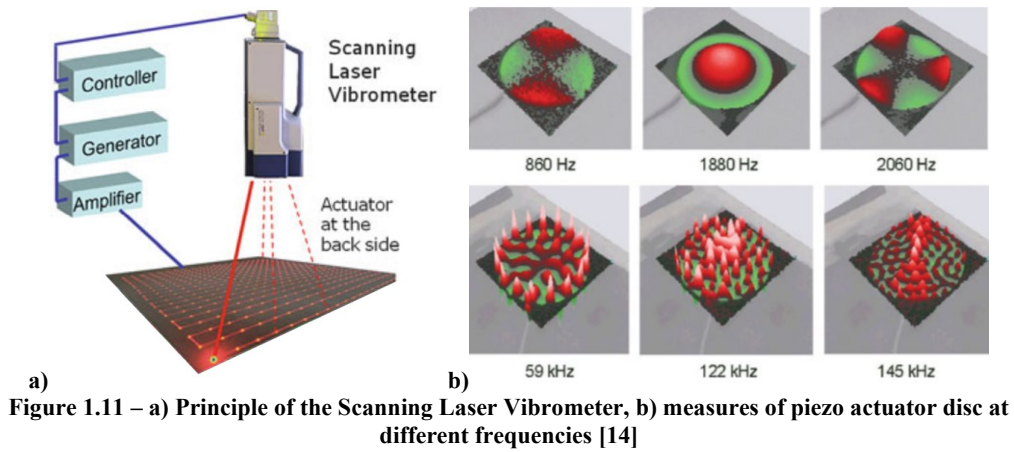 Scanning
Laser
Vibrometer
Controller
Generator
Amplifier
Actuator
at the
back side
860 Hz
1880 Hz
2060 Hz
59 kHz
122 kHz
145 kHz
a)
b)
Figure 1.11 – a) Principle of the Scanning Laser Vibrometer, b) measures of piezo actuator disc at
different frequencies [14]